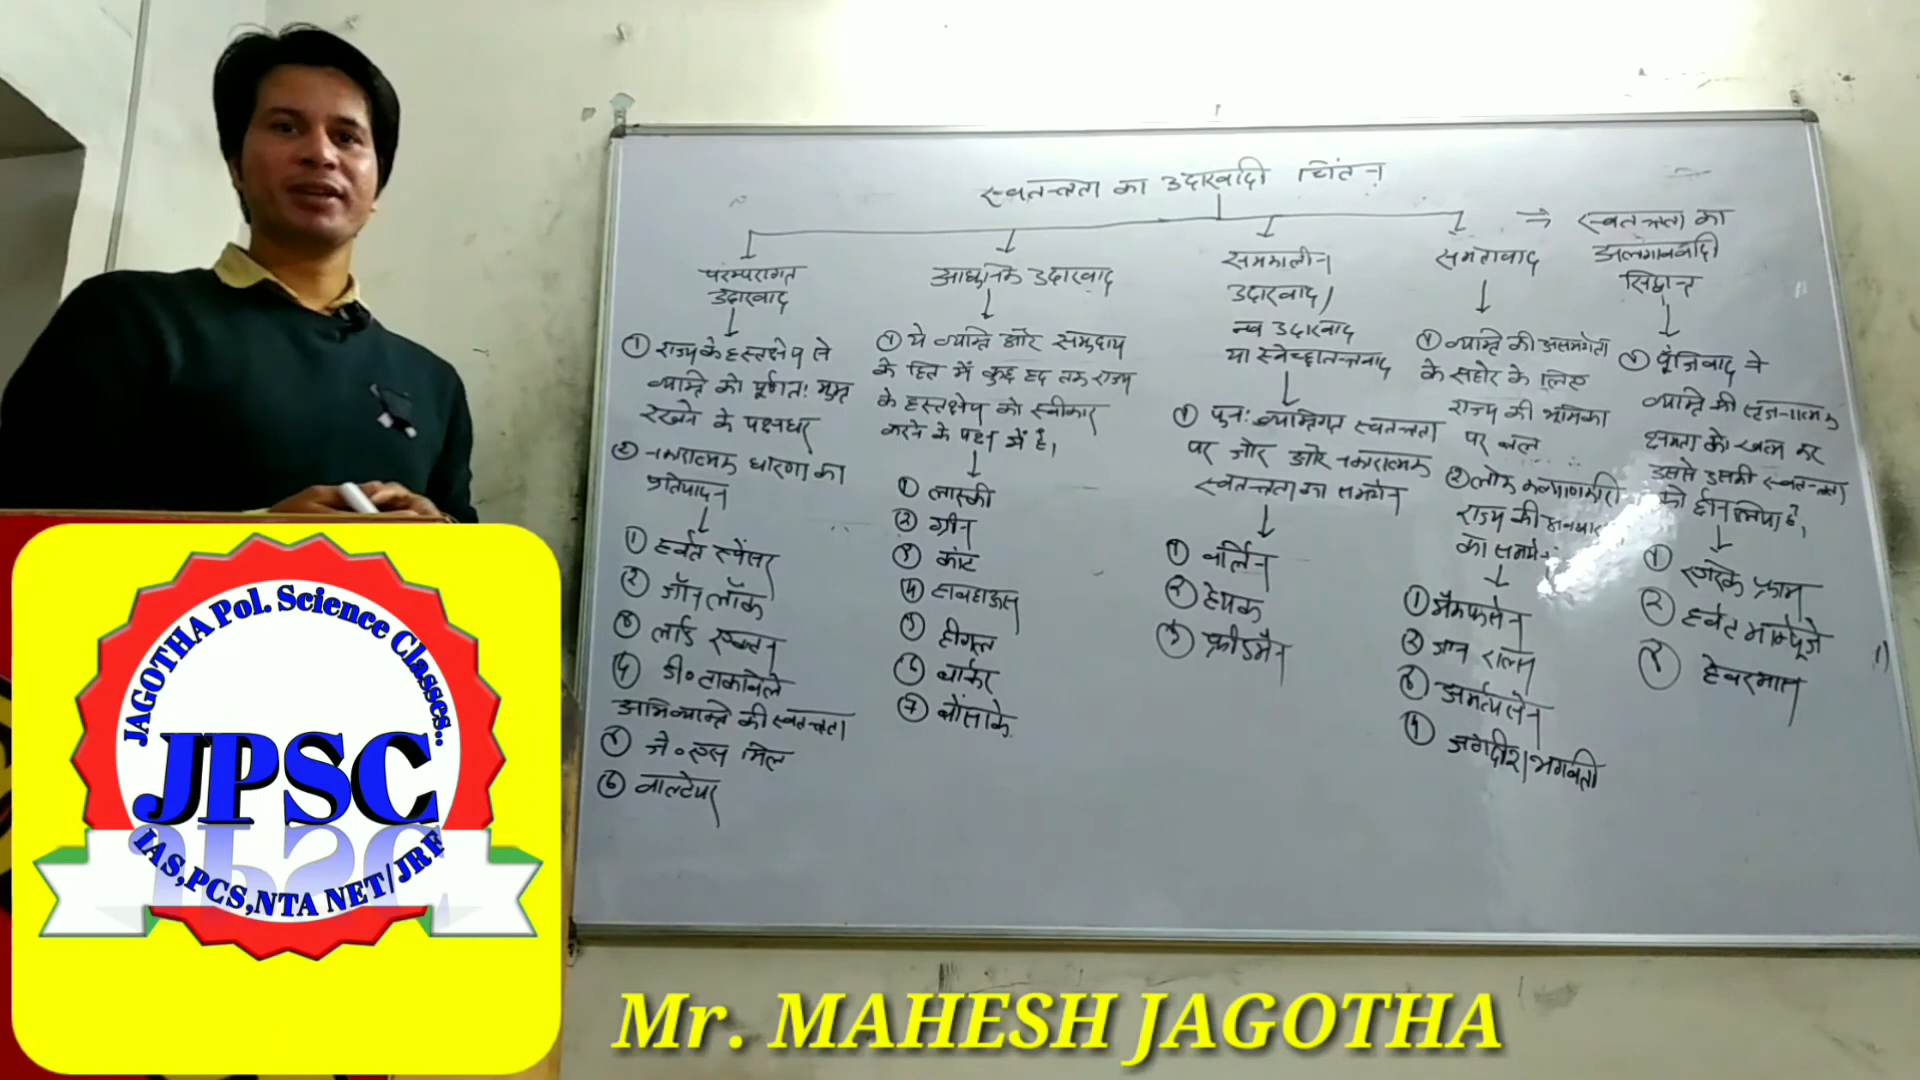 स्वतन्त्रता का उदारवादी चिंतन
परम्परागत
उदारवाद
① राज्य के हस्तक्षेप से
व्यक्ति को पूर्णतः मुक्त
रखने के पक्षधर
② नकारात्मक धारणा का
प्रतिपादन
① हर्बर्ट स्पेंसर
② जॉन लॉक
③ लार्ड एक्टन
④ डी॰ टाकविले
अभिव्यक्ति की स्वतन्त्रता
⑤ जे॰ एस मिल
⑥ वाल्टेयर
आधुनिक उदारवाद
① ये व्यक्ति और समुदाय
के हित में कुछ हद तक राज्य
के हस्तक्षेप को स्वीकार
करने के पक्ष में है।
① लास्की
② ग्रीन
③ कांट
④ हाबहाउस
⑤ हीगल
⑥ बार्कर
⑦ बोंसाके
समकालीन
उदारवाद/
नव उदारवाद
या स्वेच्छातन्त्रवाद
① पुनः व्यक्तिगत स्वतन्त्रता
पर जोर और नकारात्मक
स्वतन्त्रता का समर्थन
① बर्लिन
② हेयक
③ फ्रीडमैन
समतावाद
① व्यक्ति की असमानता
के लिए
राज्य की भूमिका
पर बल
② लोक कल्याणकारी
राज्य की
का समर्थन
① मैकफर्सन
② जान राल्स
③ अमर्त्य सेन
④ जगदीश भगवती
⇒ स्वतन्त्रता का
अलगाववादी
सिद्धान्त
① पूंजिवाद ने
व्यक्ति की सृजनात्मक
क्षमता को खत्म कर
उससे उसकी स्वतन्त्रता
को छीन लिया है।
① एरिक फ्राम
② हर्बर्ट मार्क्यूजे
③ हेबरमास
JAGOTHA Pol. Science Classes..
JPSC
IAS,PCS,NTA NET/JRF
Mr. MAHESH JAGOTHA